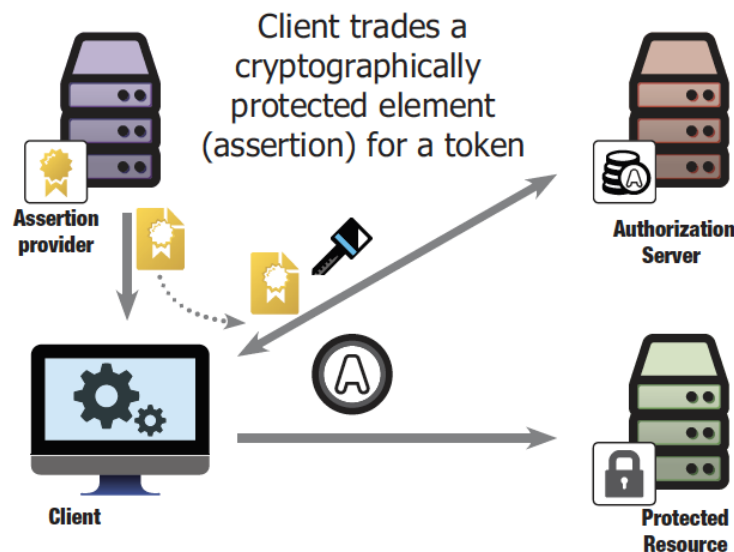 Client trades a
cryptographically
protected element
(assertion) for a token
Assertion
provider
Authorization
Server
A
A
Client
Protected
Resource